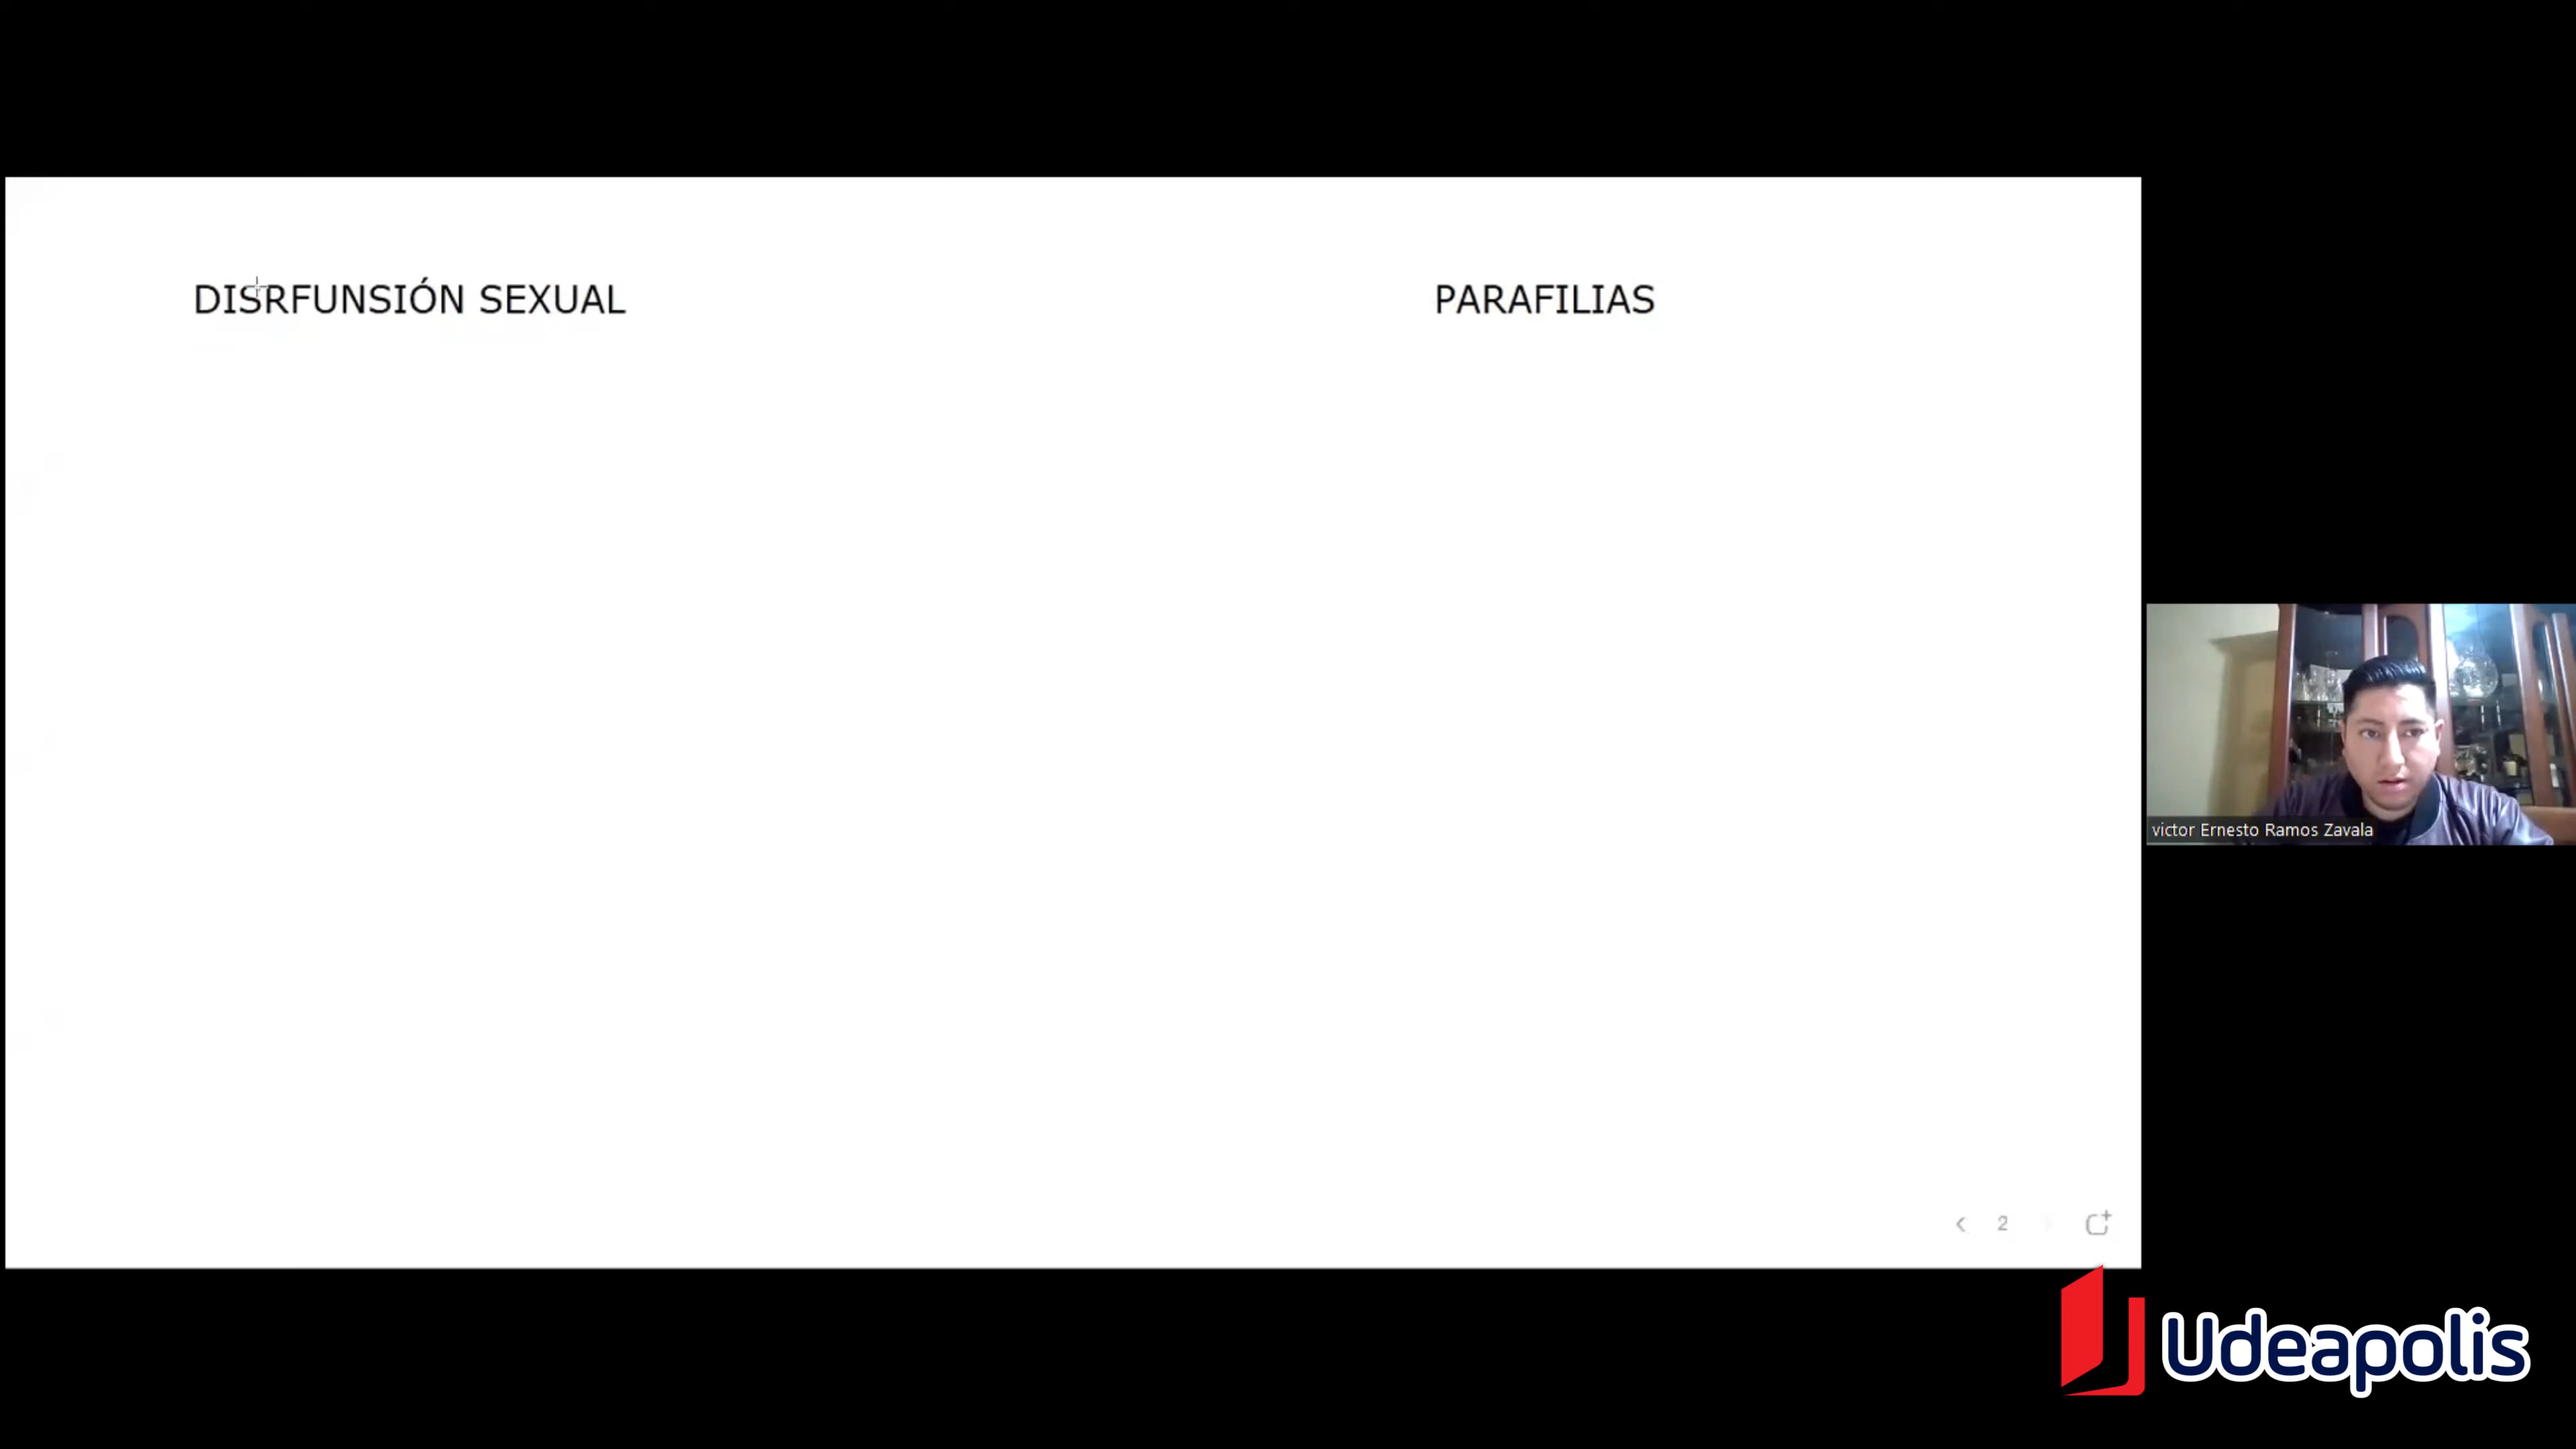 DISRFUNSIÓN SEXUAL
PARAFILIAS
victor Ernesto Ramos Zavala
2
Udeapolis